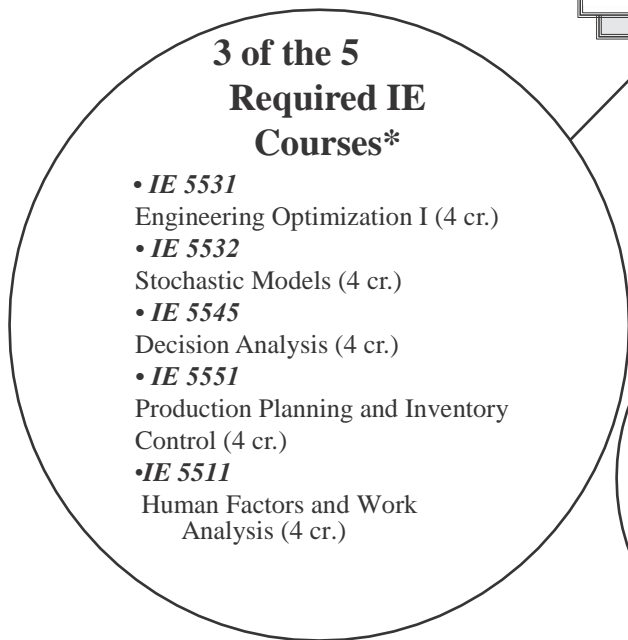 3 of the 5
Required IE
Courses*
• IE 5531
Engineering Optimization I (4 cr.)
• IE 5532
Stochastic Models (4 cr.)
• IE 5545
Decision Analysis (4 cr.)
• IE 5551
Production Planning and Inventory
Control (4 cr.)
•IE 5511
Human Factors and Work
Analysis (4 cr.)